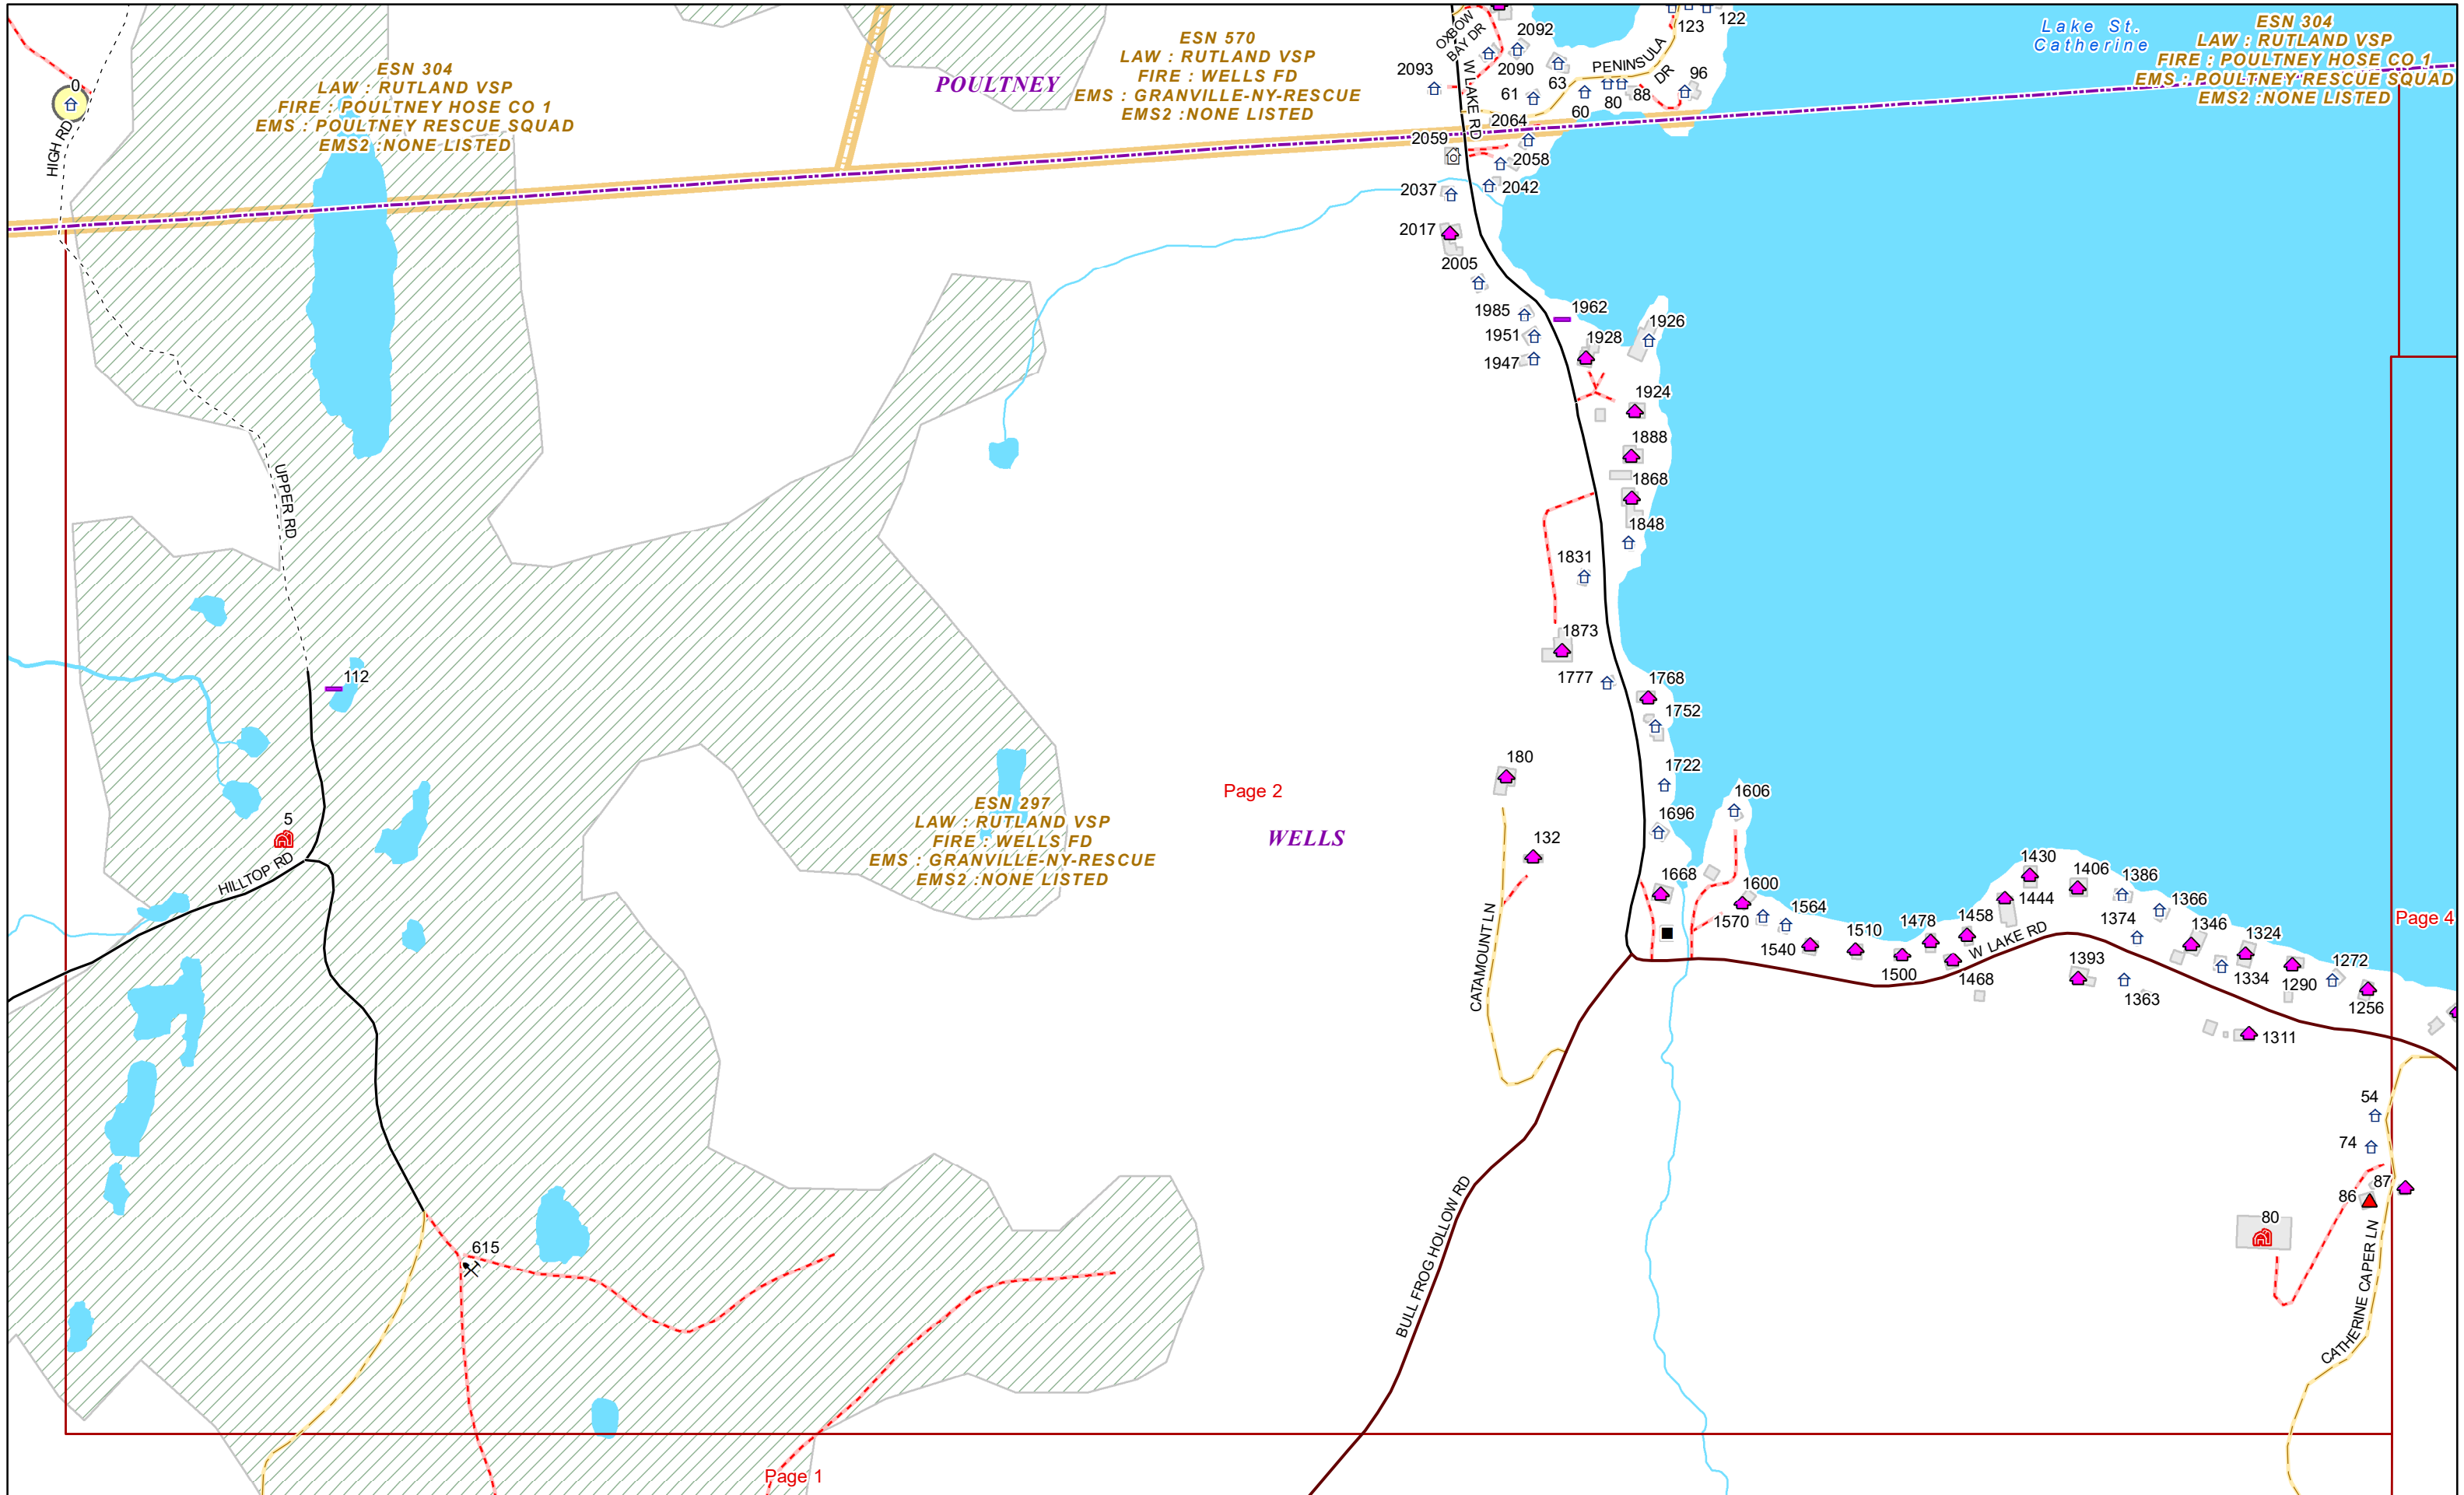 ESN 304
LAW : RUTLAND VSP
FIRE : POULTNEY HOSE CO 1
EMS : POULTNEY RESCUE SQUAD
EMS2 :NONE LISTED
POULTNEY
ESN 570
LAW : RUTLAND VSP
FIRE : WELLS FD
EMS : GRANVILLE-NY-RESCUE
EMS2 :NONE LISTED
Lake St.
Catherine
ESN 304
LAW : RUTLAND VSP
FIRE : POULTNEY HOSE CO 1
EMS : POULTNEY RESCUE SQUAD
EMS2 :NONE LISTED
0
HIGH RD
OXBOW
BAY DR
W LAKE RD
PENINSULA
DR
2092
123
122
2093
2090
63
61
60
80
88
96
2064
2059
2058
2037
2042
2017
2005
1985
1962
1951
1947
1928
1926
1924
1888
1868
1848
1831
1873
1777
1768
1752
1722
1696
1606
180
132
1668
1600
1570
1564
1540
1510
1500
1478
1458
1468
1444
1430
1406
1386
1374
1366
1346
1334
1324
1290
1272
1256
1393
1363
1311
W LAKE RD
UPPER RD
112
5
HILLTOP RD
Page 2
ESN 297
LAW : RUTLAND VSP
FIRE : WELLS FD
EMS : GRANVILLE-NY-RESCUE
EMS2 :NONE LISTED
WELLS
Page 4
CATAMOUNT LN
BULL FROG HOLLOW RD
54
74
87
86
80
CATHERINE CAPER LN
615
Page 1